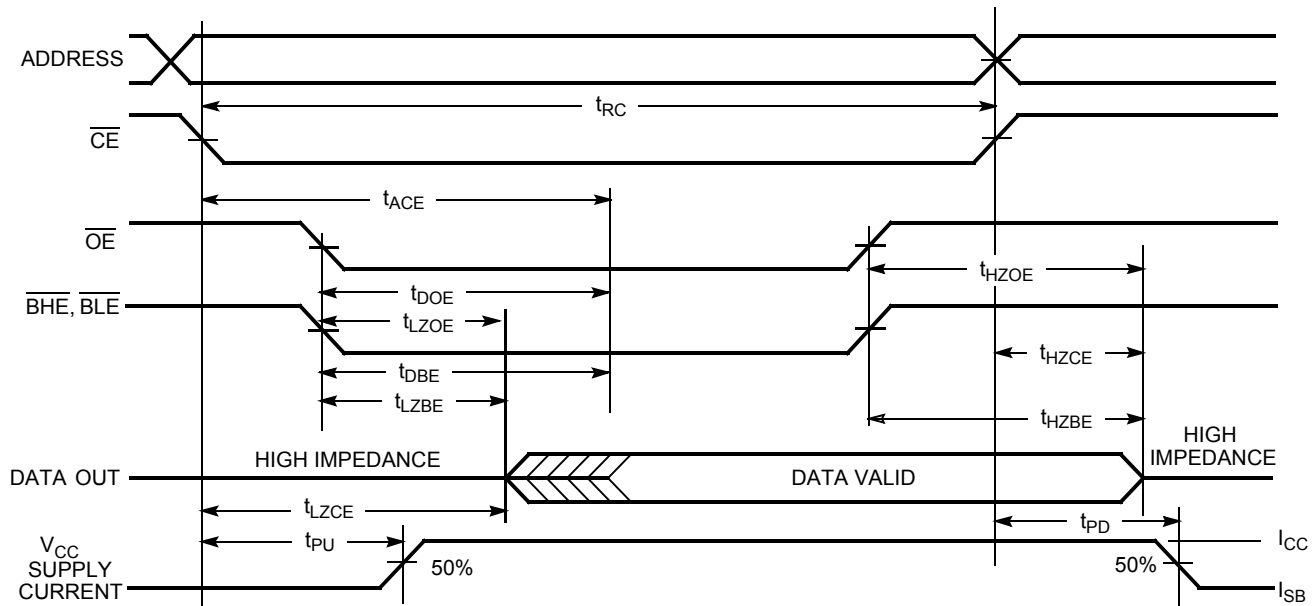 ADDRESS
tRC
CE
tACE
OE
tHZOE
tDOE
BHE, BLE
tLZOE
tHZCE
tDBE
tLZBE
tHZBE
HIGH
IMPEDANCE
HIGH IMPEDANCE
DATA OUT
DATA VALID
tLZCE
tPD
VCC
SUPPLY
CURRENT
tPU
50%
50%
ICC
ISB